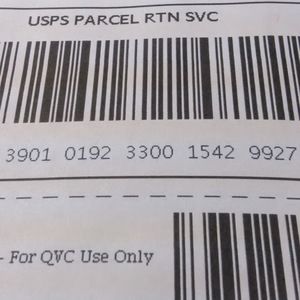 USPS PARCEL RTN SVC
3901 0192 3300 1542 9927
- For QVC Use Only